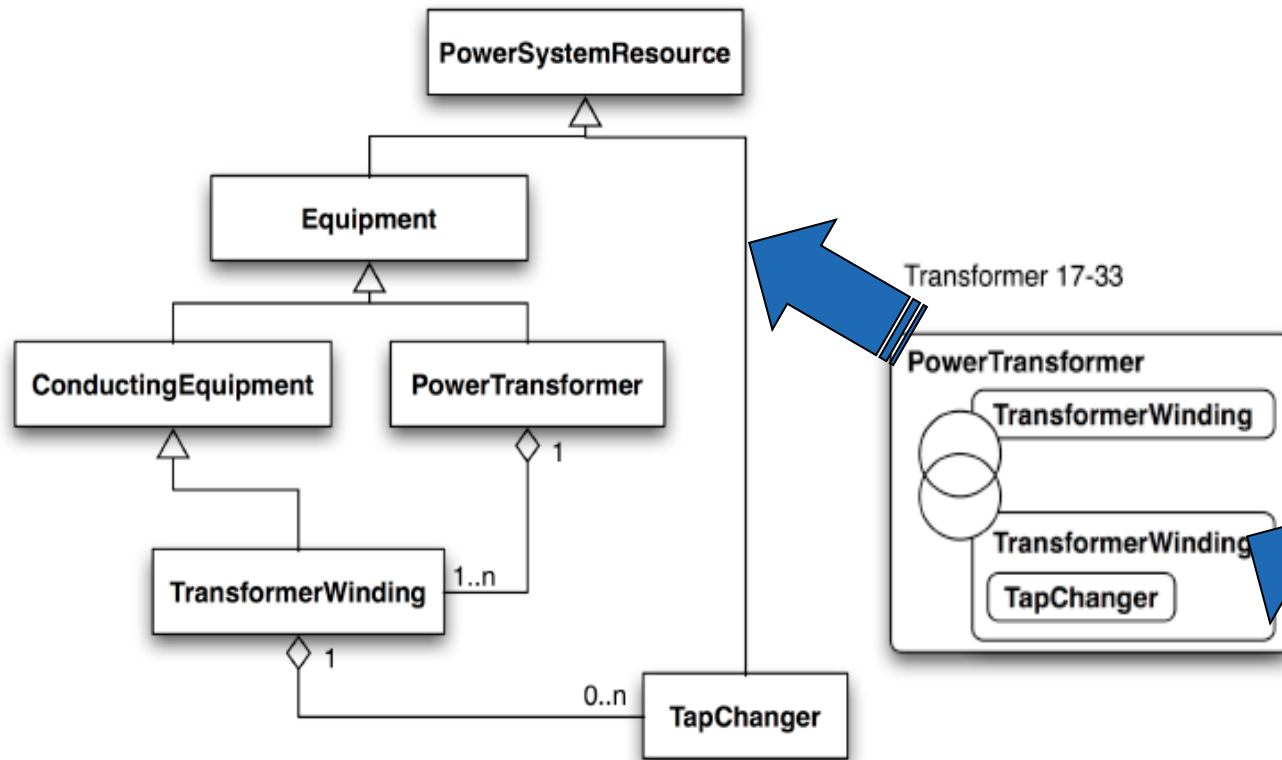 PowerSystemResource
Equipment
Transformer 17-33
ConductingEquipment
PowerTransformer
1
PowerTransformer
TransformerWinding
TransformerWinding
1..n
TransformerWinding
TapChanger
1
0..n
TapChanger